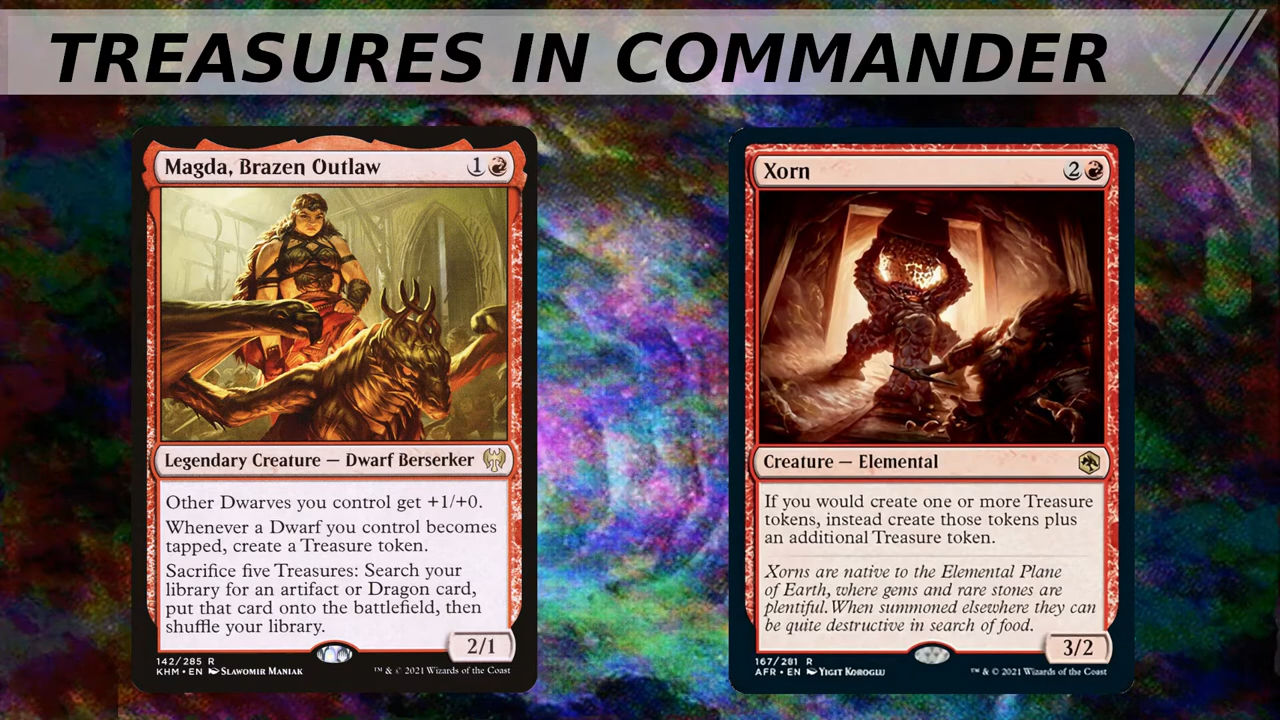 TREASURES IN COMMANDER
Magda, Brazen Outlaw 1
Legendary Creature — Dwarf Berserker
Other Dwarves you control get +1/+0.
Whenever a Dwarf you control becomes
tapped, create a Treasure token.
Sacrifice five Treasures: Search your
library for an artifact or Dragon card,
put that card onto the battlefield, then
shuffle your library.
2/1
142/285 R
KHM • EN Slawomir Maniak ™ & © 2021 Wizards of the Coast
Xorn 2
Creature — Elemental
If you would create one or more Treasure
tokens, instead create those tokens plus
an additional Treasure token.
Xorns are native to the Elemental Plane
of Earth, where gems and rare stones are
plentiful. When summoned elsewhere they can
be quite destructive in search of food.
3/2
167/281 R
AFR • EN Yigit Koroglu ™ & © 2021 Wizards of the Coast